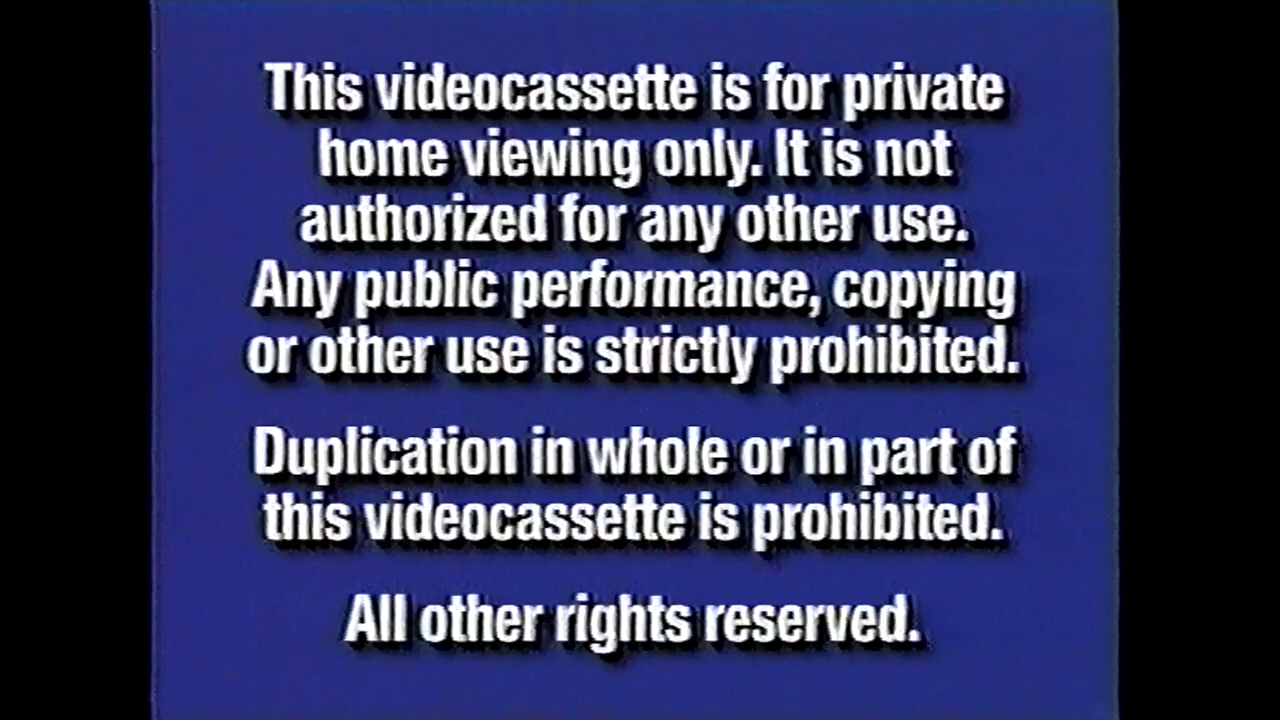 This videocassette is for private
home viewing only. It is not
authorized for any other use.
Any public performance, copying
or other use is strictly prohibited.
Duplication in whole or in part of
this videocassette is prohibited.
All other rights reserved.